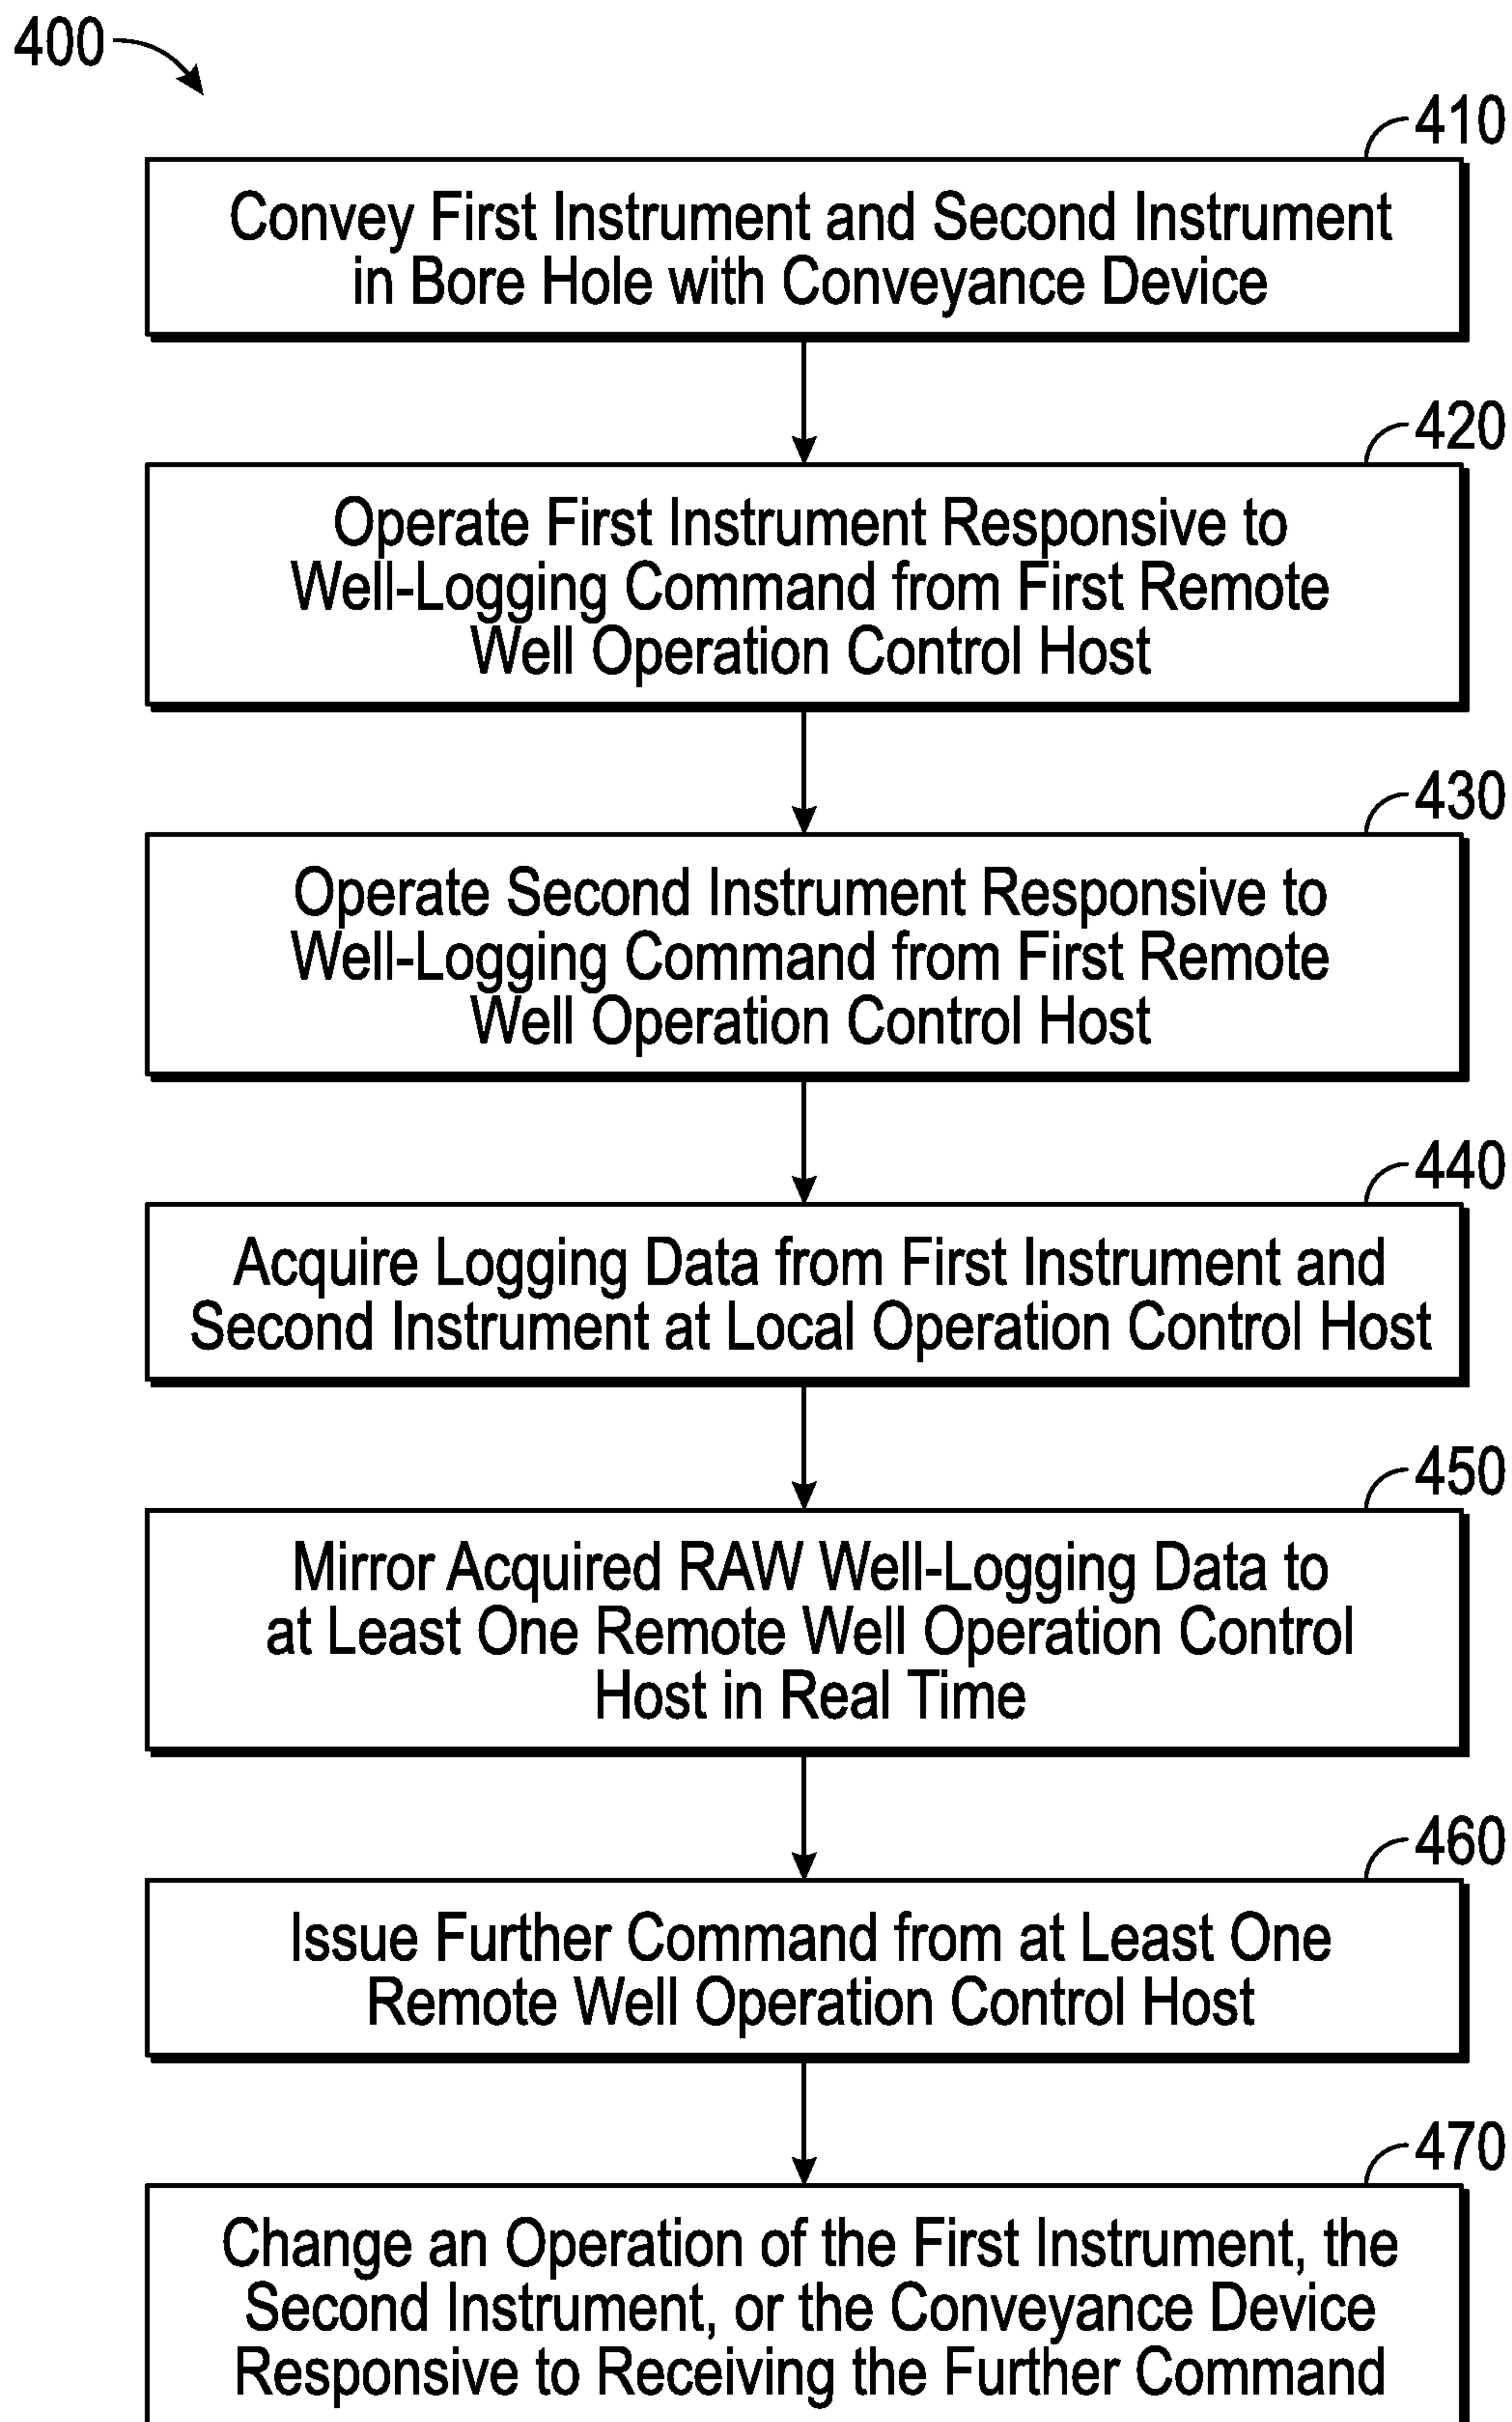 400
410
Convey First Instrument and Second Instrument
in Bore Hole with Conveyance Device
420
Operate First Instrument Responsive to
Well-Logging Command from First Remote
Well Operation Control Host
430
Operate Second Instrument Responsive to
Well-Logging Command from First Remote
Well Operation Control Host
440
Acquire Logging Data from First Instrument and
Second Instrument at Local Operation Control Host
450
Mirror Acquired RAW Well-Logging Data to
at Least One Remote Well Operation Control
Host in Real Time
460
Issue Further Command from at Least One
Remote Well Operation Control Host
470
Change an Operation of the First Instrument, the
Second Instrument, or the Conveyance Device
Responsive to Receiving the Further Command